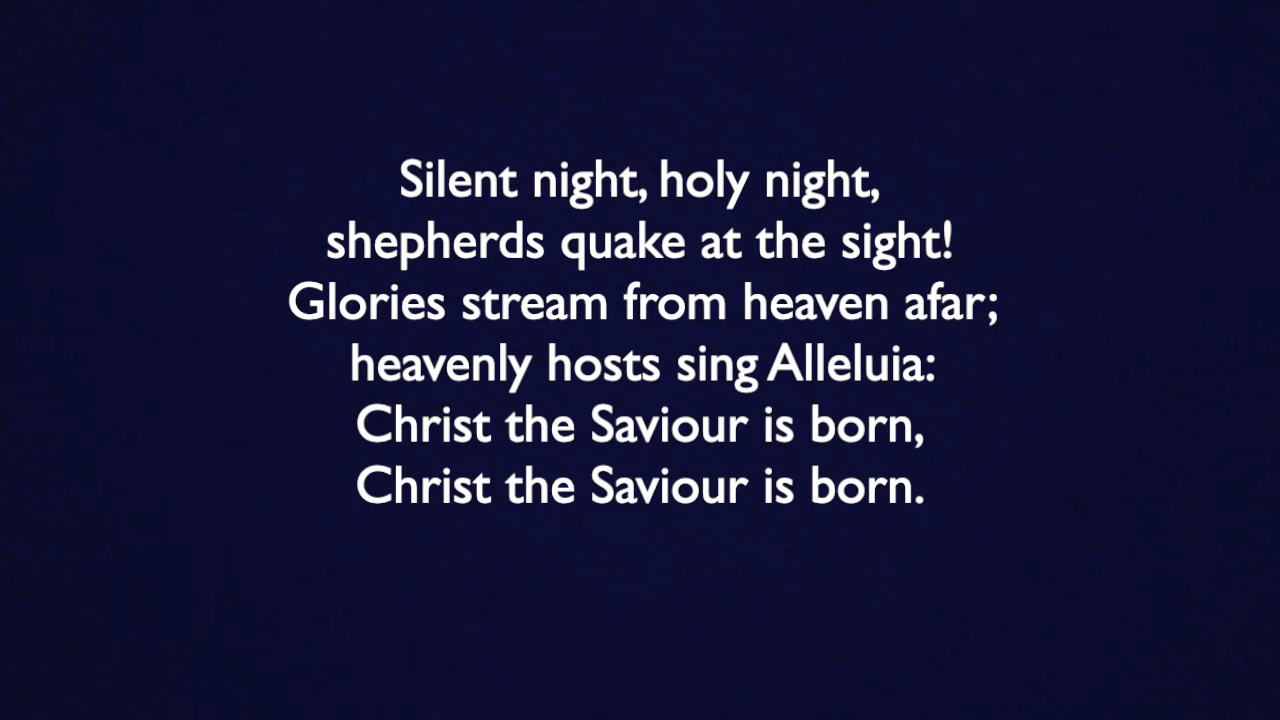 Silent night, holy night,
shepherds quake at the sight!
Glories stream from heaven afar;
heavenly hosts sing Alleluia:
Christ the Saviour is born,
Christ the Saviour is born.